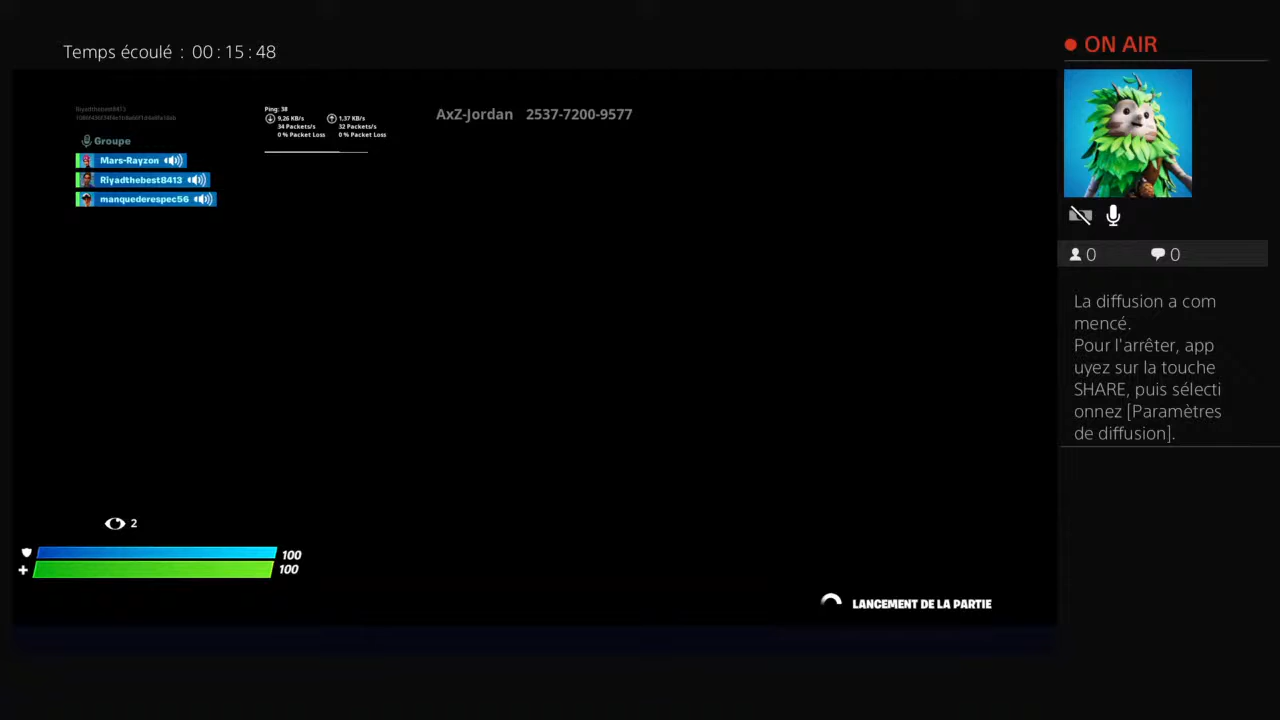 Temps écoulé : 00:15:48
ON AIR
Riyadthebest8413
Ping: 38
9,26 KB/s
1,37 KB/s
34 Packets/s
32 Packets/s
0 % Packet Loss
0 % Packet Loss
AxZ-Jordan 2537-7200-9577
Groupe
Mars-Rayzon
Riyadthebest8413
manquederespec56
0
0
La diffusion a com
mencé.
Pour l'arrêter, app
uyez sur la touche
SHARE, puis sélecti
onnez [Paramètres
de diffusion].
2
100
100
LANCEMENT DE LA PARTIE